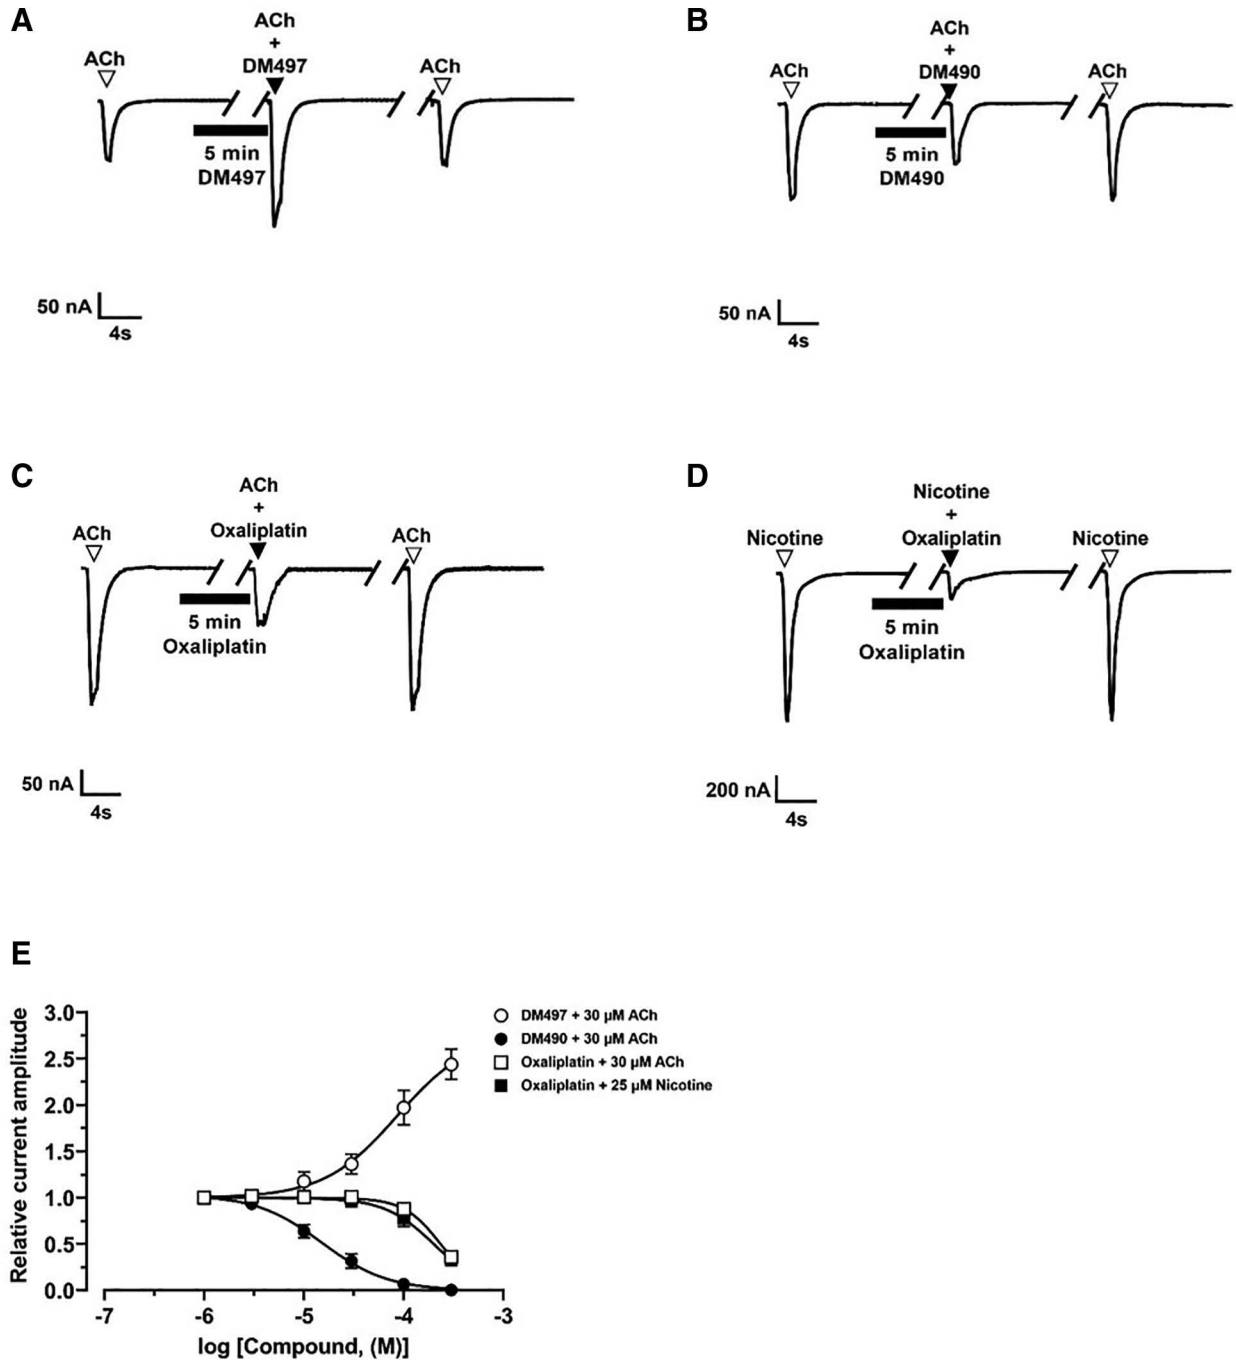 A
ACh
ACh
+
DM497
ACh
5 min
DM497
50 nA
4s
B
ACh
ACh
+
DM490
ACh
5 min
DM490
50 nA
4s
C
ACh
ACh
+
Oxaliplatin
ACh
5 min
Oxaliplatin
50 nA
4s
D
Nicotine
Nicotine
+
Oxaliplatin
Nicotine
5 min
Oxaliplatin
200 nA
4s
E
Relative current amplitude
3.0
2.5
2.0
1.5
1.0
0.5
0.0
-7 -6 -5 -4 -3
log [Compound, (M)]
DM497 + 30 µM ACh
DM490 + 30 µM ACh
Oxaliplatin + 30 µM ACh
Oxaliplatin + 25 µM Nicotine